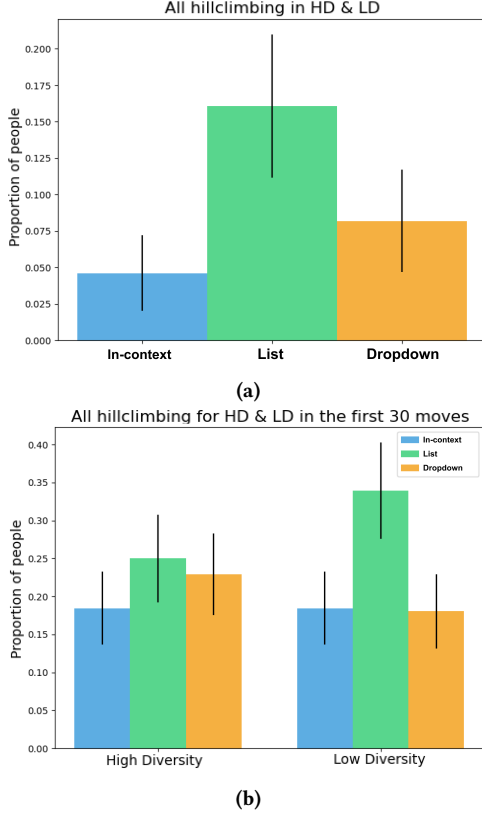 All hillclimbing in HD & LD
Proportion of people
0.200
0.175
0.150
0.125
0.100
0.075
0.050
0.025
0.000
In-context List Dropdown
(a)
All hillclimbing for HD & LD in the first 30 moves
Proportion of people
0.40
0.35
0.30
0.25
0.20
0.15
0.10
0.05
0.00
In-context
List
Dropdown
High Diversity Low Diversity
(b)